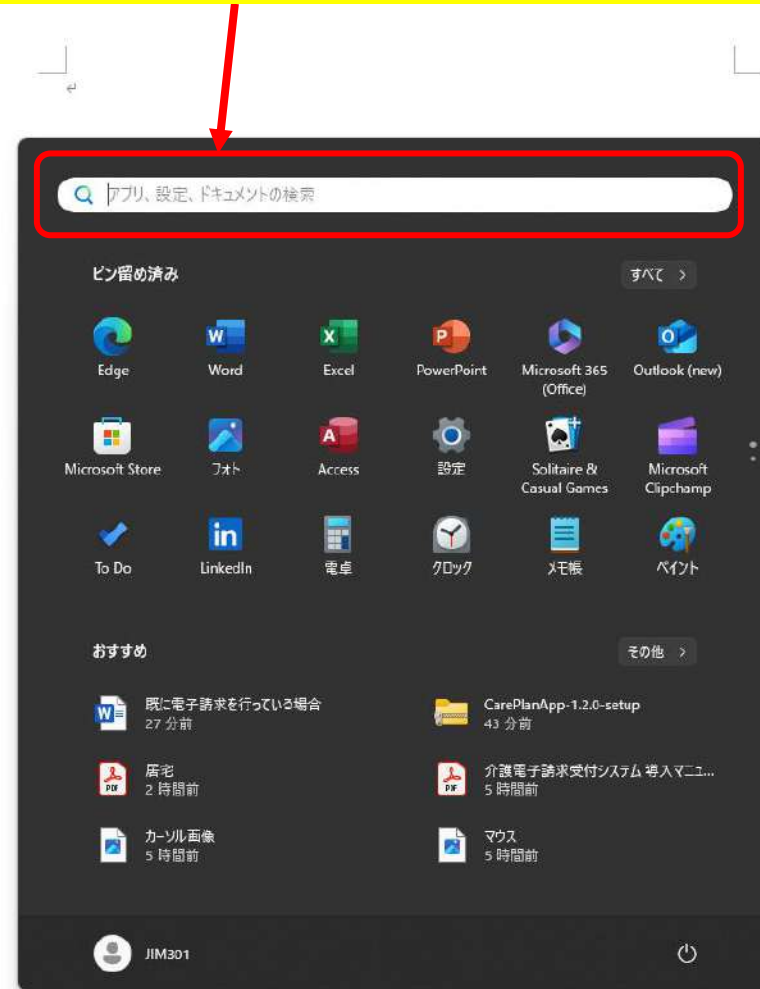 アプリ、設定、ドキュメントの検索
ピン留め済み
すべて >
Edge
Word
Excel
PowerPoint
Microsoft 365
(Office)
Outlook (new)
Microsoft Store
フォト
Access
設定
Solitaire &
Casual Games
Microsoft
Clipchamp
To Do
LinkedIn
電卓
クロック
メモ帳
ペイント
おすすめ
その他 >
既に電子請求を行っている場合
27 分前
CarePlanApp-1.2.0-setup
43 分前
居宅
2 時間前
介護電子請求受付システム 導入マニュ...
5 時間前
カーソル画像
5 時間前
マウス
5 時間前
JIM301